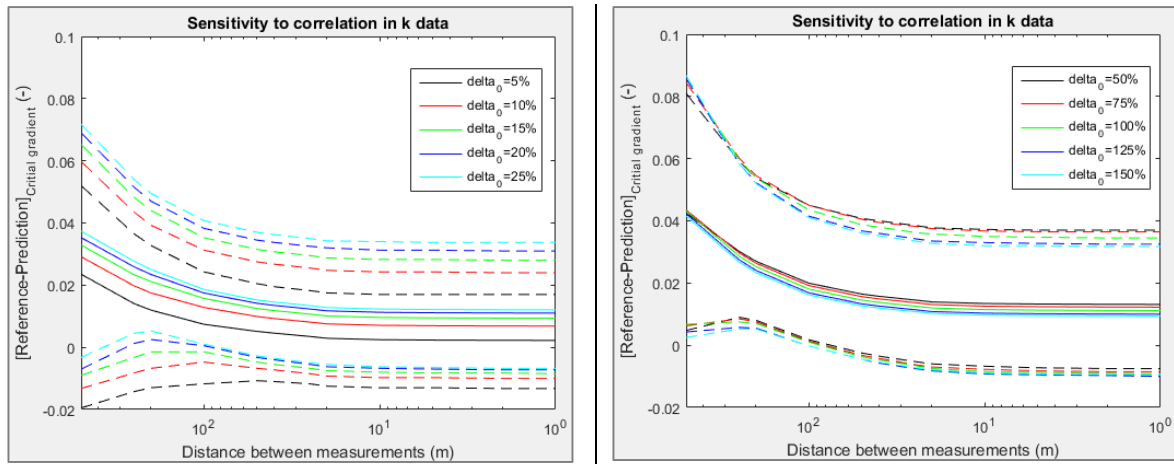 Sensitivity to correlation in k data
0.1
0.08
0.06
0.04
0.02
0
-0.02
[Reference-Prediction]Critial gradient (-)
delta0=5%
delta0=10%
delta0=15%
delta0=20%
delta0=25%
10^2
10^1
10^0
Distance between measurements (m)
Sensitivity to correlation in k data
0.1
0.08
0.06
0.04
0.02
0
-0.02
[Reference-Prediction]Critial gradient (-)
delta0=50%
delta0=75%
delta0=100%
delta0=125%
delta0=150%
10^2
10^1
10^0
Distance between measurements (m)